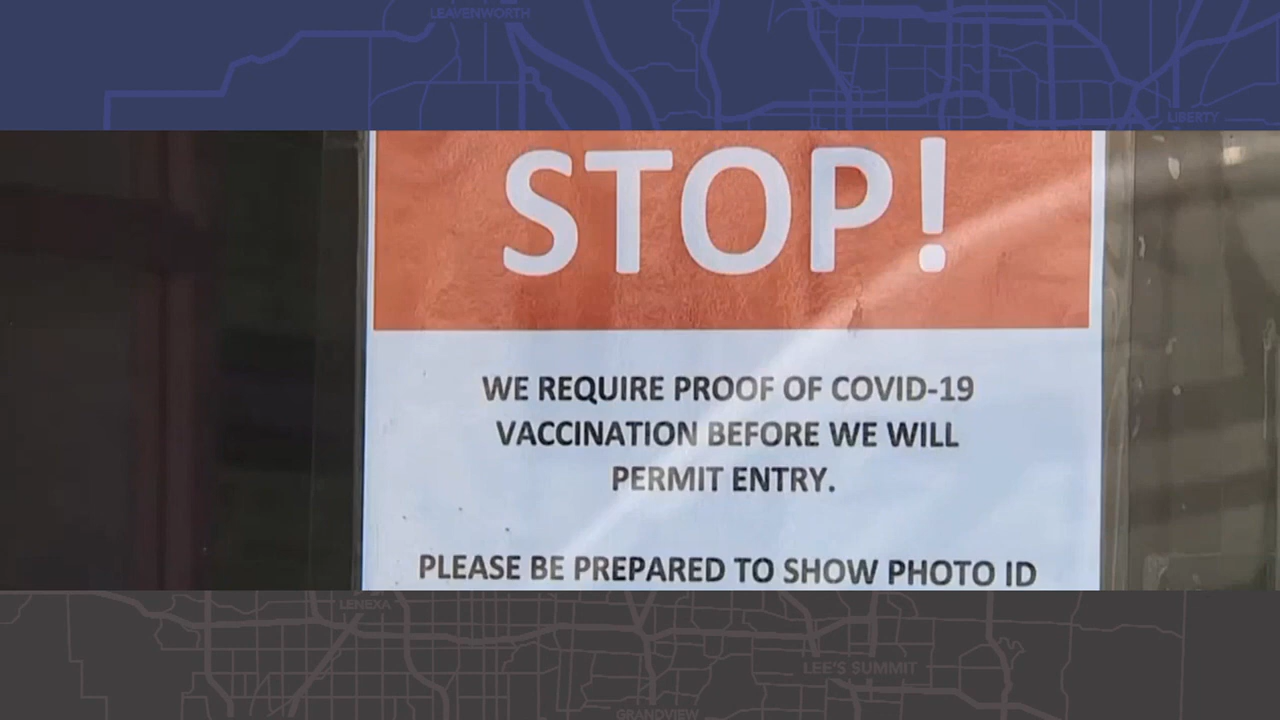 LEAVENWORTH
LIBERTY
STOP!
WE REQUIRE PROOF OF COVID-19
VACCINATION BEFORE WE WILL
PERMIT ENTRY.
PLEASE BE PREPARED TO SHOW PHOTO ID
LENEXA
LEE'S SUMMIT
GRANDVIEW